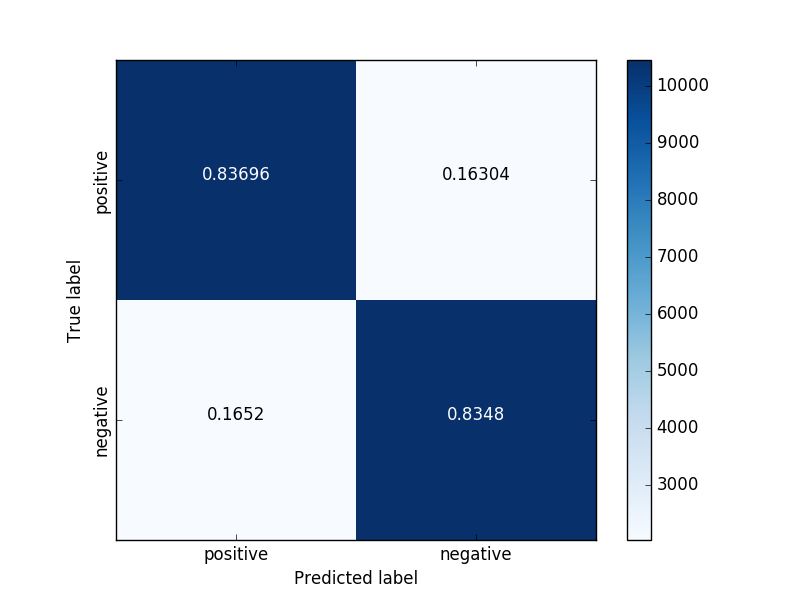 positive
0.83696
0.16304
negative
0.1652
0.8348
True label
positive
negative
Predicted label
10000
9000
8000
7000
6000
5000
4000
3000